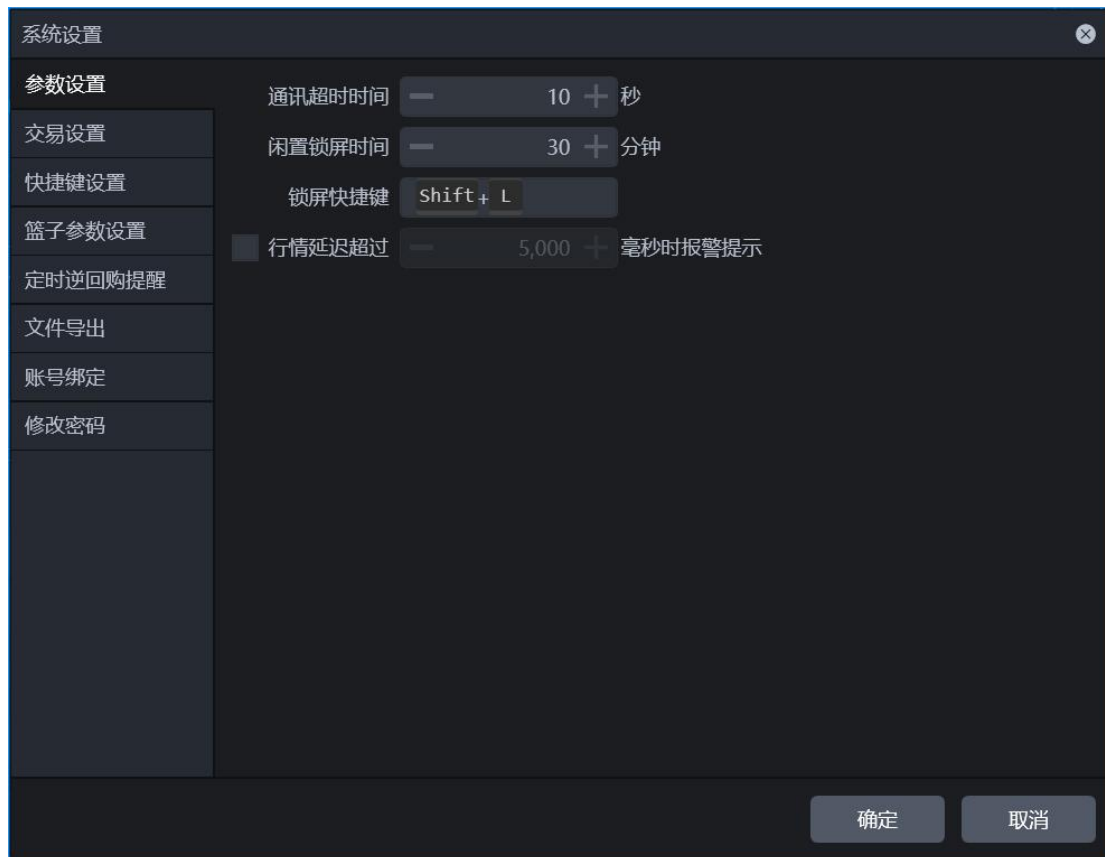 系统设置
参数设置
交易设置
快捷键设置
篮子参数设置
定时逆回购提醒
文件导出
账号绑定
修改密码
通讯超时时间 10 秒
闲置锁屏时间 30 分钟
锁屏快捷键 Shift + L
行情延迟超过 5,000 毫秒时报警提示
确定 取消